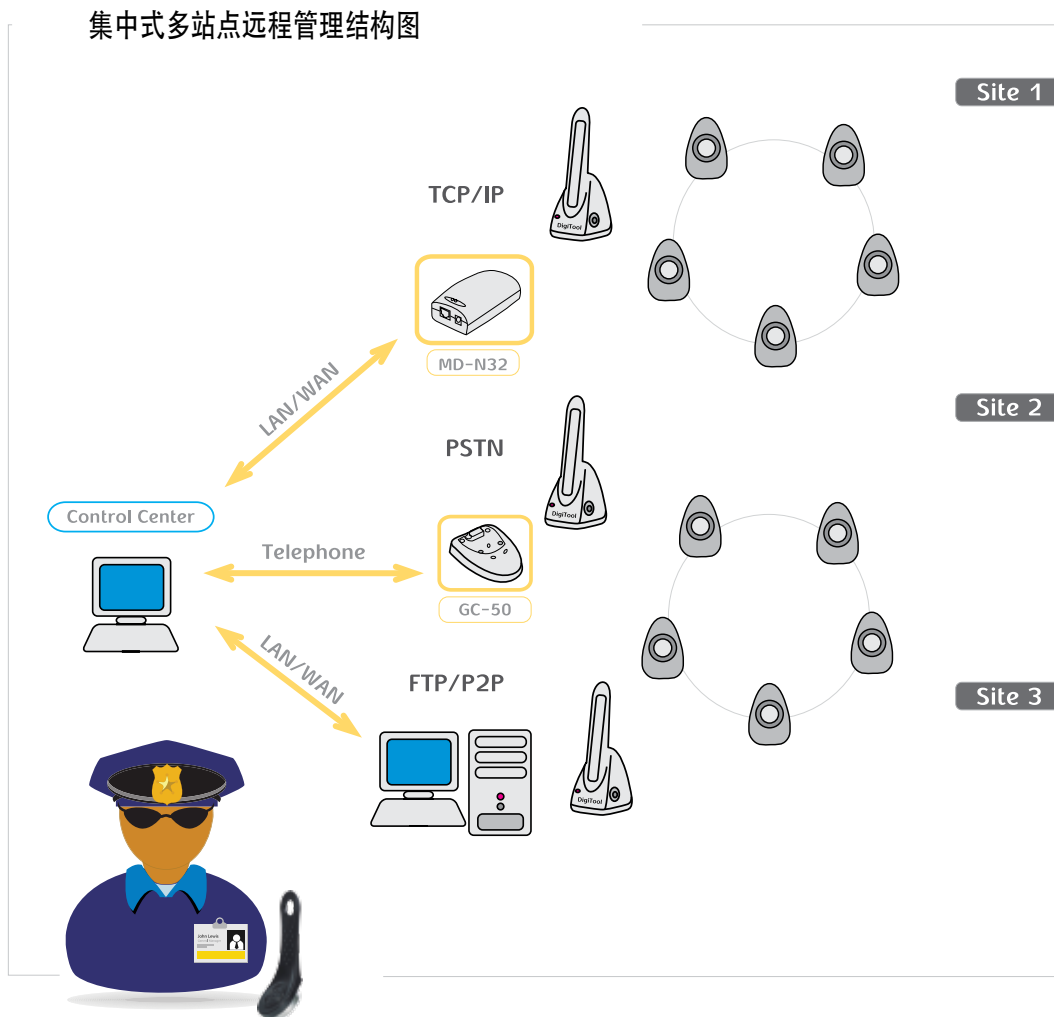 集中式多站点远程管理结构图
Site 1
TCP/IP
DigiTool
MD-N32
LAN/WAN
Site 2
PSTN
DigiTool
Control Center
Telephone
GC-50
LAN/WAN
FTP/P2P
Site 3
DigiTool
John Lewis